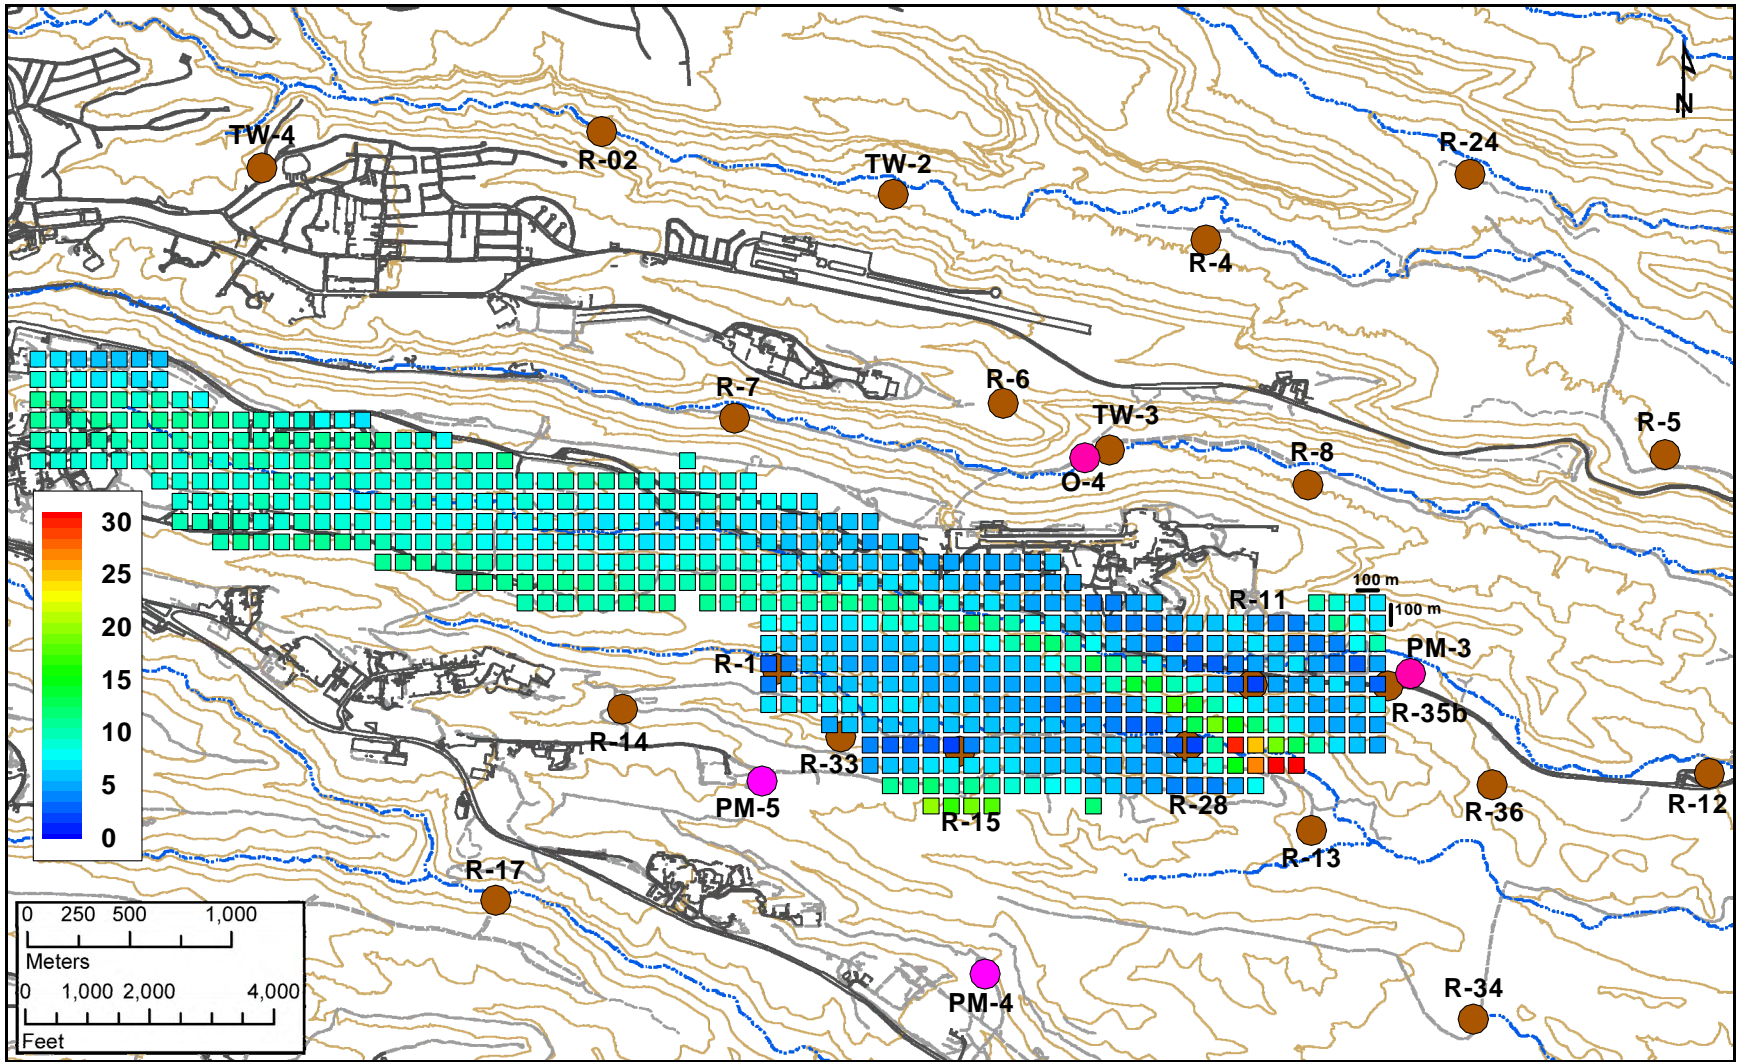 N
TW-4
R-02
TW-2
R-24
R-4
R-7
R-6
TW-3
R-5
R-8
O-4
30
25
20
15
10
5
0
100 m
100 m
R-11
R-1
PM-3
R-35b
R-14
R-33
PM-5
R-15
R-28
R-36
R-12
R-13
R-17
0 250 500 1,000
Meters
0 1,000 2,000 4,000
Feet
PM-4
R-34